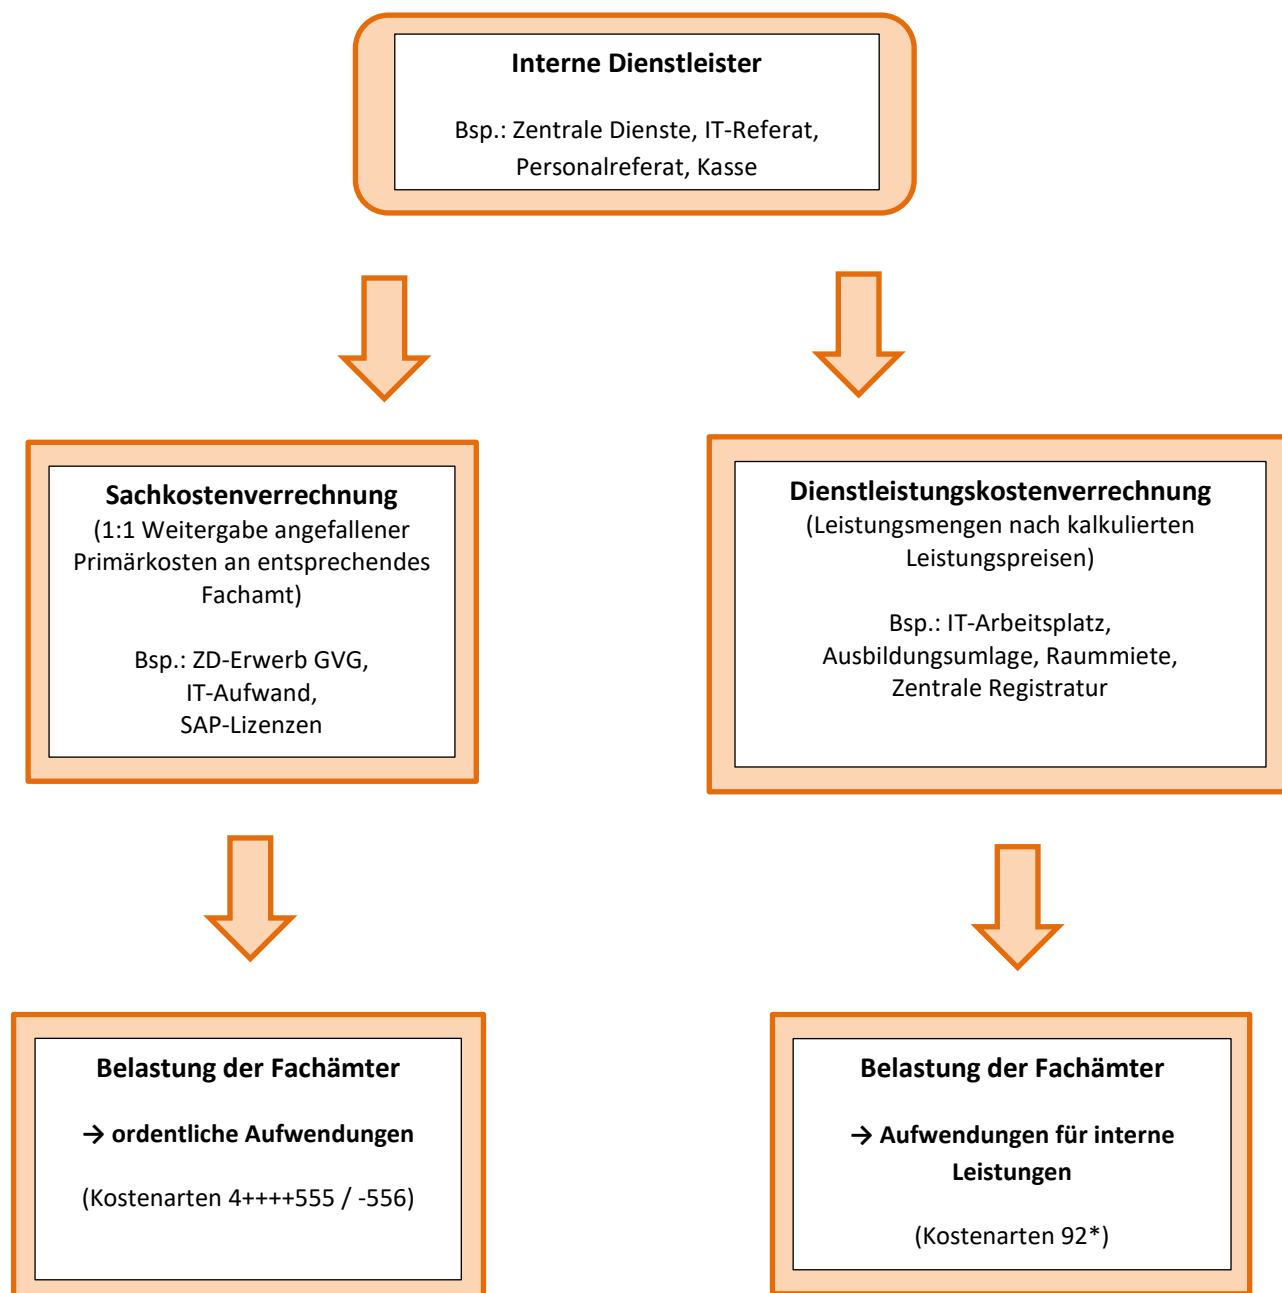 Interne Dienstleister
Bsp.: Zentrale Dienste, IT-Referat,
Personalreferat, Kasse
Sachkostenverrechnung
(1:1 Weitergabe angefallener
Primärkosten an entsprechendes
Fachamt)
Bsp.: ZD-Erwerb GVG,
IT-Aufwand,
SAP-Lizenzen
Dienstleistungskostenverrechnung
(Leistungsmengen nach kalkulierten
Leistungspreisen)
Bsp.: IT-Arbeitsplatz,
Ausbildungsumlage, Raummiete,
Zentrale Registratur
Belastung der Fachämter
→ ordentliche Aufwendungen
(Kostenarten 4++++555 / -556)
Belastung der Fachämter
→ Aufwendungen für interne
Leistungen
(Kostenarten 92*)